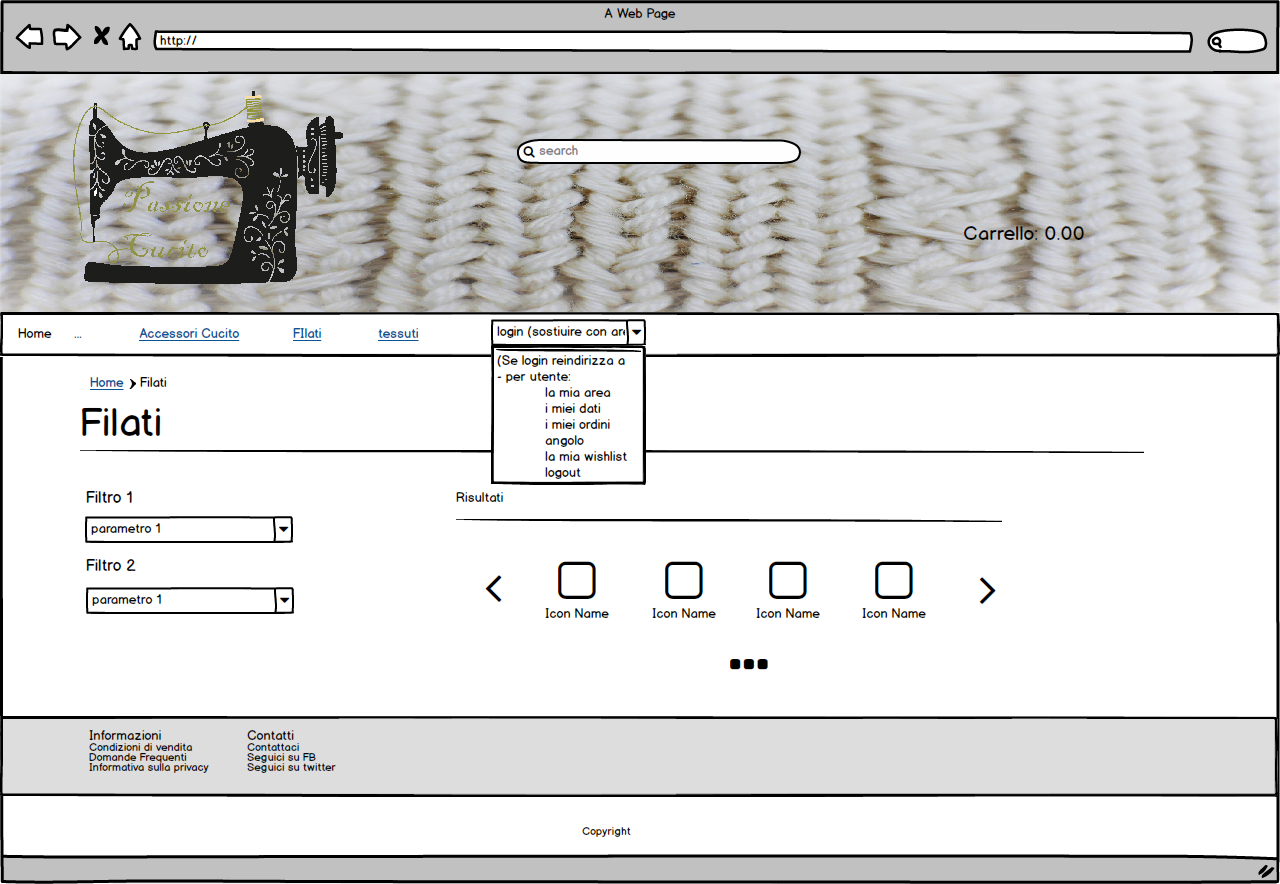 A Web Page
http://
search
Passione
Cucito
Carrello: 0.00
Home ... Accessori Cucito FIlati tessuti login (sostiuire con are
(Se login reindirizza a
- per utente:
la mia area
i miei dati
i miei ordini
angolo
la mia wishlist
logout
Home Filati
Filati
Filtro 1
parametro 1
Filtro 2
parametro 1
Risultati
Icon Name Icon Name Icon Name Icon Name
Informazioni
Condizioni di vendita
Domande Frequenti
Informativa sulla privacy
Contatti
Contattaci
Seguici su FB
Seguici su twitter
Copyright